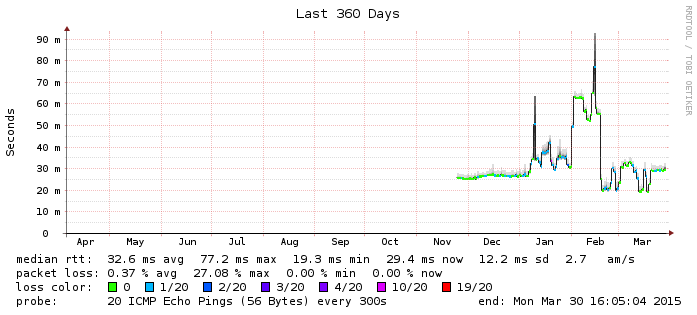 Last 360 Days
RRDTOOL / TOBI OETIKER
Seconds
90 m
80 m
70 m
60 m
50 m
40 m
30 m
20 m
10 m
0
Apr May Jun Jul Aug Sep Oct Nov Dec Jan Feb Mar
median rtt: 32.6 ms avg 77.2 ms max 19.3 ms min 29.4 ms now 12.2 ms sd 2.7 am/s
packet loss: 0.37 % avg 27.08 % max 0.00 % min 0.00 % now
loss color: 0 1/20 2/20 3/20 4/20 10/20 19/20
probe: 20 ICMP Echo Pings (56 Bytes) every 300s end: Mon Mar 30 16:05:04 2015